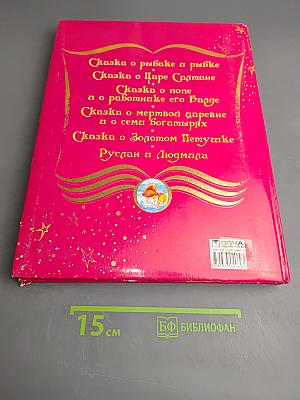 Сказка о рыбаке и рыбке
Сказка о Царе Салтане
Сказка о попе
и о работнике его Балде
Сказка о мертвой царевне
и о семи богатырях
Сказка о Золотом Петушке
Руслан и Людмила
ОЛМА
15 см
БФ БИБЛИОФАН